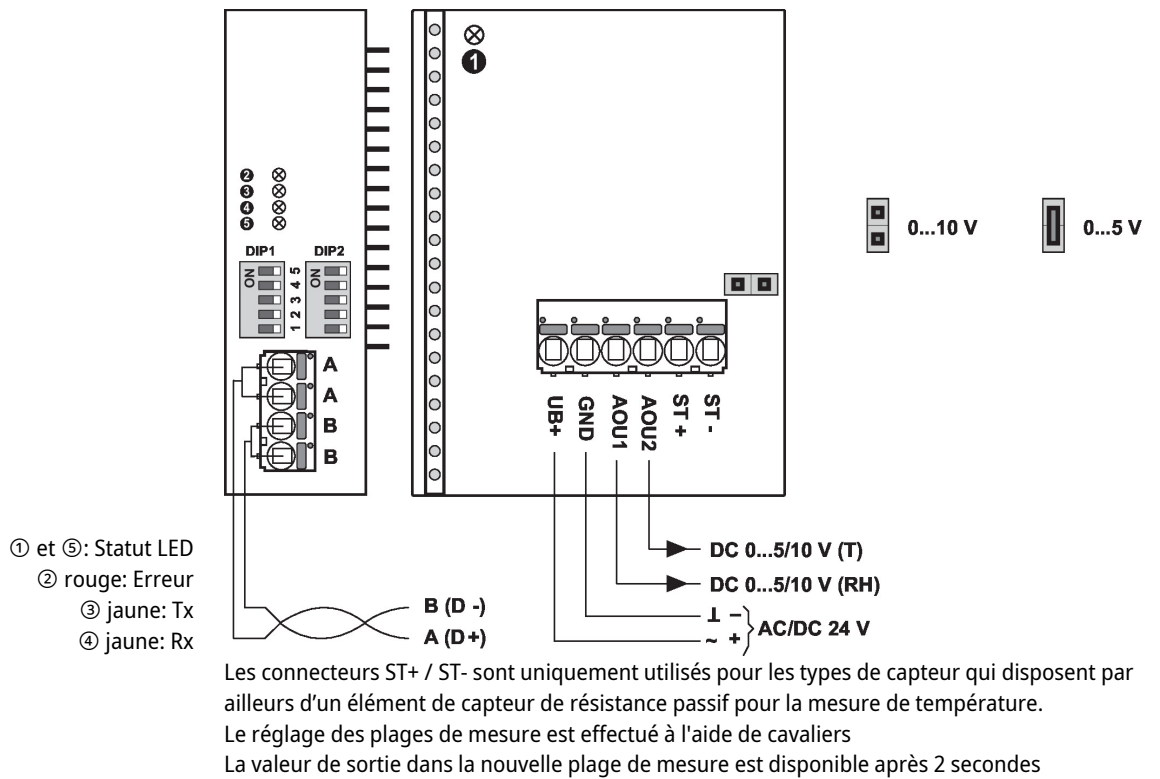 ❶
❷
❸
❹
❺
DIP1 DIP2
ON ON
1 2 3 4 5
A
A
B
B
UB+ GND AOU1 AOU2 ST + ST -
0...10 V 0...5 V
DC 0...5/10 V (T)
DC 0...5/10 V (RH)
⊥ –
~ +
AC/DC 24 V
B (D -)
A (D+)
① et ⑤: Statut LED
② rouge: Erreur
③ jaune: Tx
④ jaune: Rx
Les connecteurs ST+ / ST- sont uniquement utilisés pour les types de capteur qui disposent par
ailleurs d’un élément de capteur de résistance passif pour la mesure de température.
Le réglage des plages de mesure est effectué à l'aide de cavaliers
La valeur de sortie dans la nouvelle plage de mesure est disponible après 2 secondes